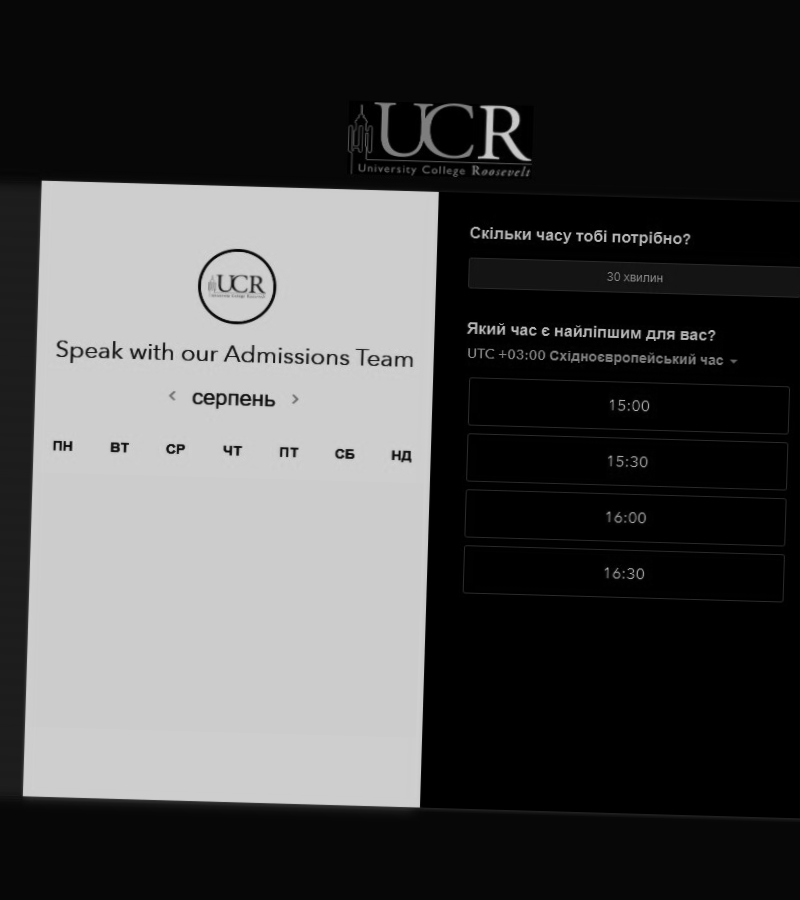 UCR
University College Roosevelt
UCR
University College Roosevelt
Speak with our Admissions Team
‹ серпень ›
ПН ВТ СР ЧТ ПТ СБ НД
Скільки часу тобі потрібно?
30 хвилин
Який час є найліпшим для вас?
UTC +03:00 Східноєвропейський час
15:00
15:30
16:00
16:30